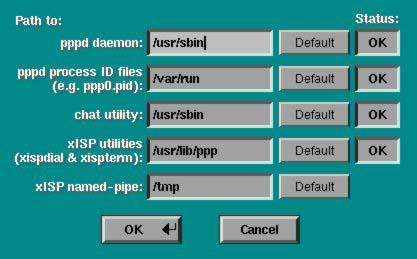 Path to: Status:
pppd daemon: /usr/sbin Default OK
pppd process ID files
(e.g. ppp0.pid): /var/run Default OK
chat utility: /usr/sbin Default OK
xISP utilities
(xispdial & xispterm): /usr/lib/ppp Default OK
xISP named-pipe: /tmp Default
OK Cancel